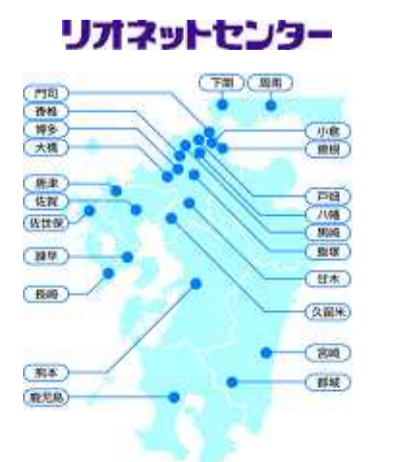 リオネットセンター
下関
周南
門司
香椎
博多
大橋
唐津
佐賀
佐世保
諫早
長崎
熊本
鹿児島
小倉
曽根
戸畑
八幡
黒崎
飯塚
甘木
久留米
宮崎
都城